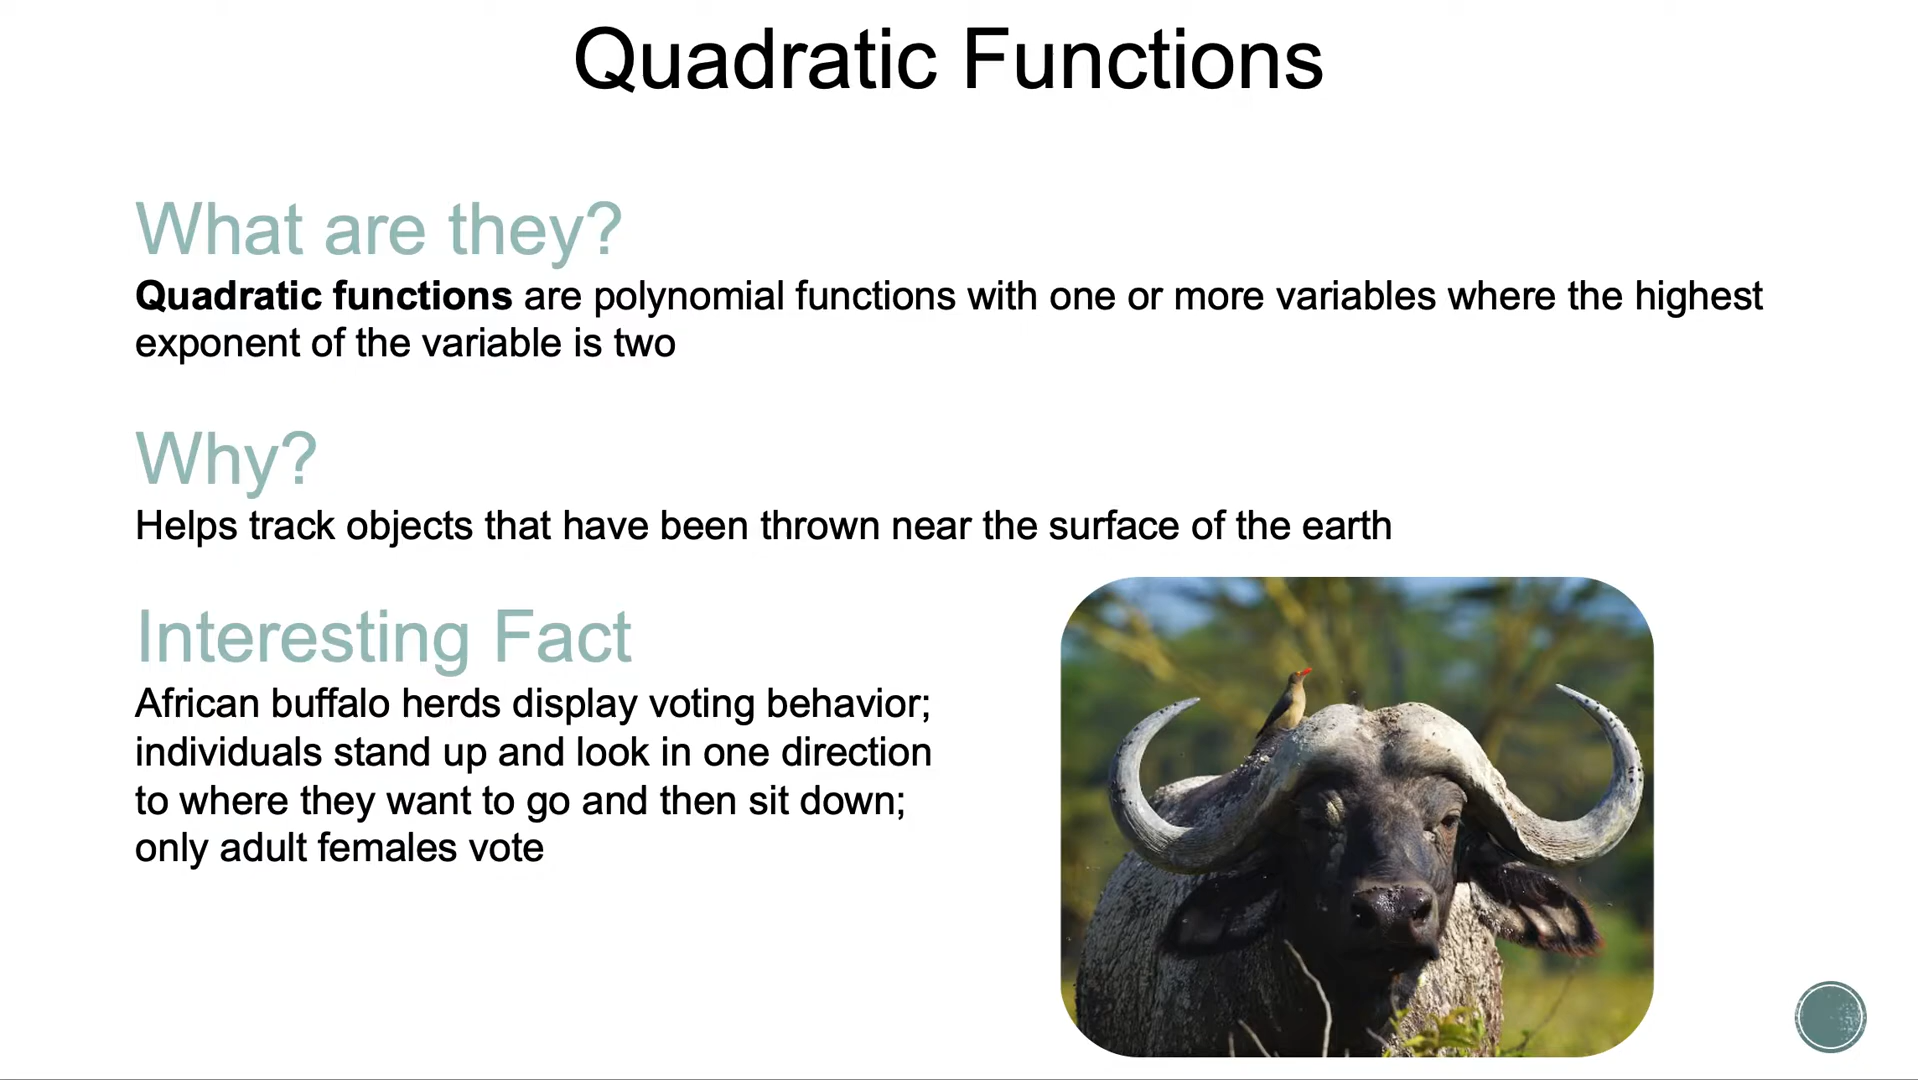 Quadratic Functions
What are they?
Quadratic functions are polynomial functions with one or more variables where the highest
exponent of the variable is two
Why?
Helps track objects that have been thrown near the surface of the earth
Interesting Fact
African buffalo herds display voting behavior;
individuals stand up and look in one direction
to where they want to go and then sit down;
only adult females vote